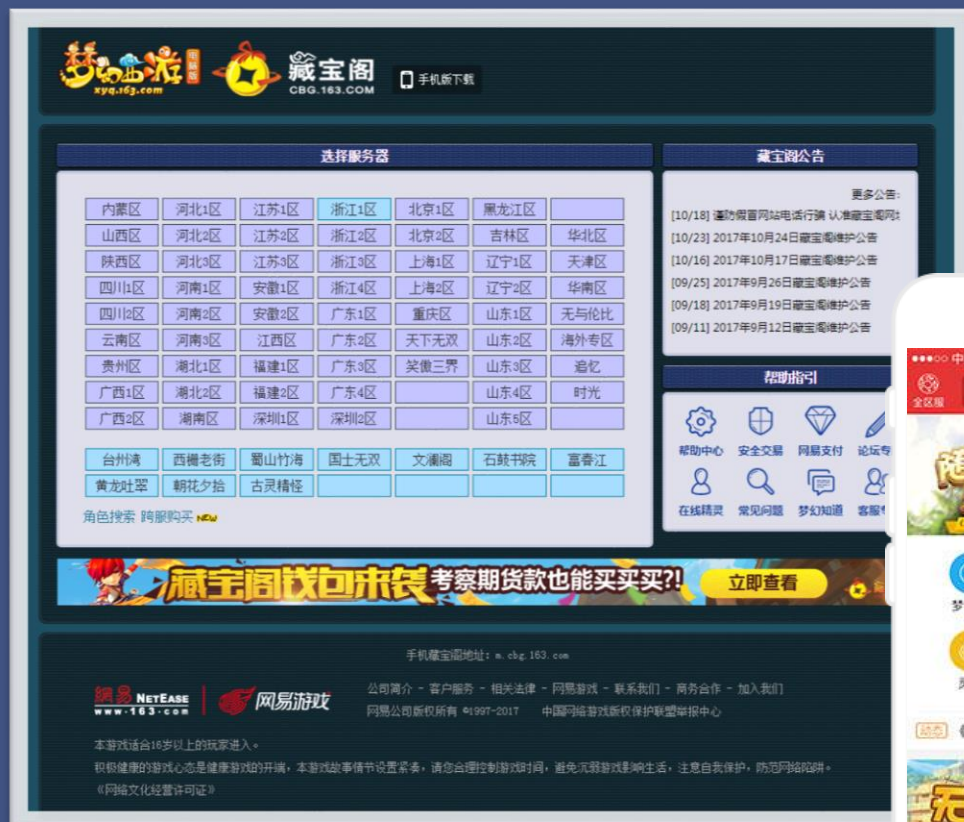 梦幻西游 电脑版
xyq.163.com
藏宝阁
CBG.163.COM
手机版下载
选择服务器
内蒙区 河北1区 江苏1区 浙江1区 北京1区 黑龙江区
山西区 河北2区 江苏2区 浙江2区 北京2区 吉林区 华北区
陕西区 河北3区 江苏3区 浙江3区 上海1区 辽宁1区 天津区
四川1区 河南1区 安徽1区 浙江4区 上海2区 辽宁2区 华南区
四川2区 河南2区 安徽2区 广东1区 重庆区 山东1区 无与伦比
云南区 河南3区 江西区 广东2区 天下无双 山东2区 海外专区
贵州区 湖北1区 福建1区 广东3区 笑傲三界 山东3区 追忆
广西1区 湖北2区 福建2区 广东4区 山东4区 时光
广西2区 湖南区 深圳1区 深圳2区 山东5区
台州湾 西栅老街 蜀山竹海 国士无双 文澜阁 石鼓书院 富春江
黄龙吐翠 朝花夕拾 古灵精怪
角色搜索 跨服购买 NEW
藏宝阁公告
更多公告:
[10/18] 谨防假冒网站电话行骗 认准藏宝阁网
[10/23] 2017年10月24日藏宝阁维护公告
[10/16] 2017年10月17日藏宝阁维护公告
[09/25] 2017年9月26日藏宝阁维护公告
[09/18] 2017年9月19日藏宝阁维护公告
[09/11] 2017年9月12日藏宝阁维护公告
帮助指引
帮助中心 安全交易 网易支付 论坛专
在线精灵 常见问题 梦幻知道 客服
藏宝阁钱包来袭 考察期货款也能买买买?! 立即查看
手机藏宝阁地址: m.cbg.163.com
網易 NETEASE
www.163.com
网易游戏
公司简介 - 客户服务 - 相关法律 - 网易游戏 - 联系我们 - 商务合作 - 加入我们
网易公司版权所有 ©1997-2017 中国网络游戏版权保护联盟举报中心
本游戏适合16岁以上的玩家进入。
积极健康的游戏心态是健康游戏的开端，本游戏故事情节设置紧凑，请您合理控制游戏时间，避免沉溺游戏影响生活，注意自我保护，防范网络陷阱。
《网络文化经营许可证》
中
全区服
随
梦
动态
无